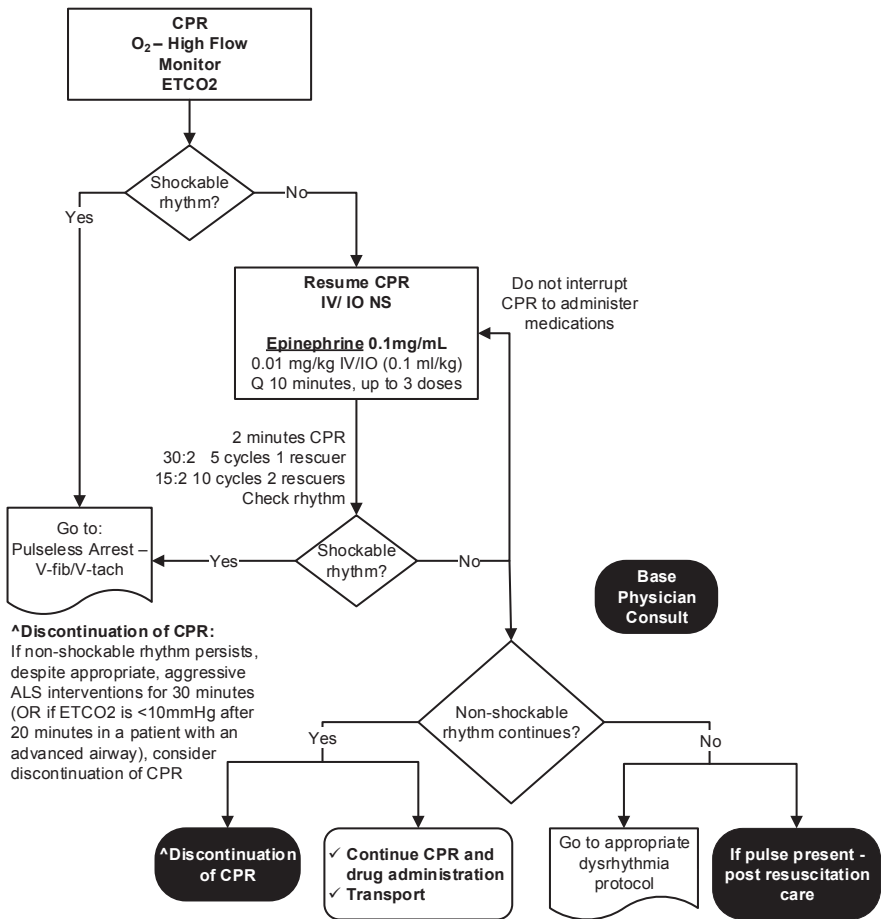 CPR
O₂ – High Flow
Monitor
ETCO2
Shockable
rhythm?
Yes
No
Resume CPR
IV/ IO NS
Epinephrine 0.1mg/mL
0.01 mg/kg IV/IO (0.1 ml/kg)
Q 10 minutes, up to 3 doses
Do not interrupt
CPR to administer
medications
2 minutes CPR
30:2 5 cycles 1 rescuer
15:2 10 cycles 2 rescuers
Check rhythm
Go to:
Pulseless Arrest –
V-fib/V-tach
Yes
Shockable
rhythm?
No
Base
Physician
Consult
^Discontinuation of CPR:
If non-shockable rhythm persists,
despite appropriate, aggressive
ALS interventions for 30 minutes
(OR if ETCO2 is <10mmHg after
20 minutes in a patient with an
advanced airway), consider
discontinuation of CPR
Non-shockable
rhythm continues?
Yes
No
^Discontinuation
of CPR
✓ Continue CPR and
drug administration
✓ Transport
Go to appropriate
dysrhythmia
protocol
If pulse present -
post resuscitation
care